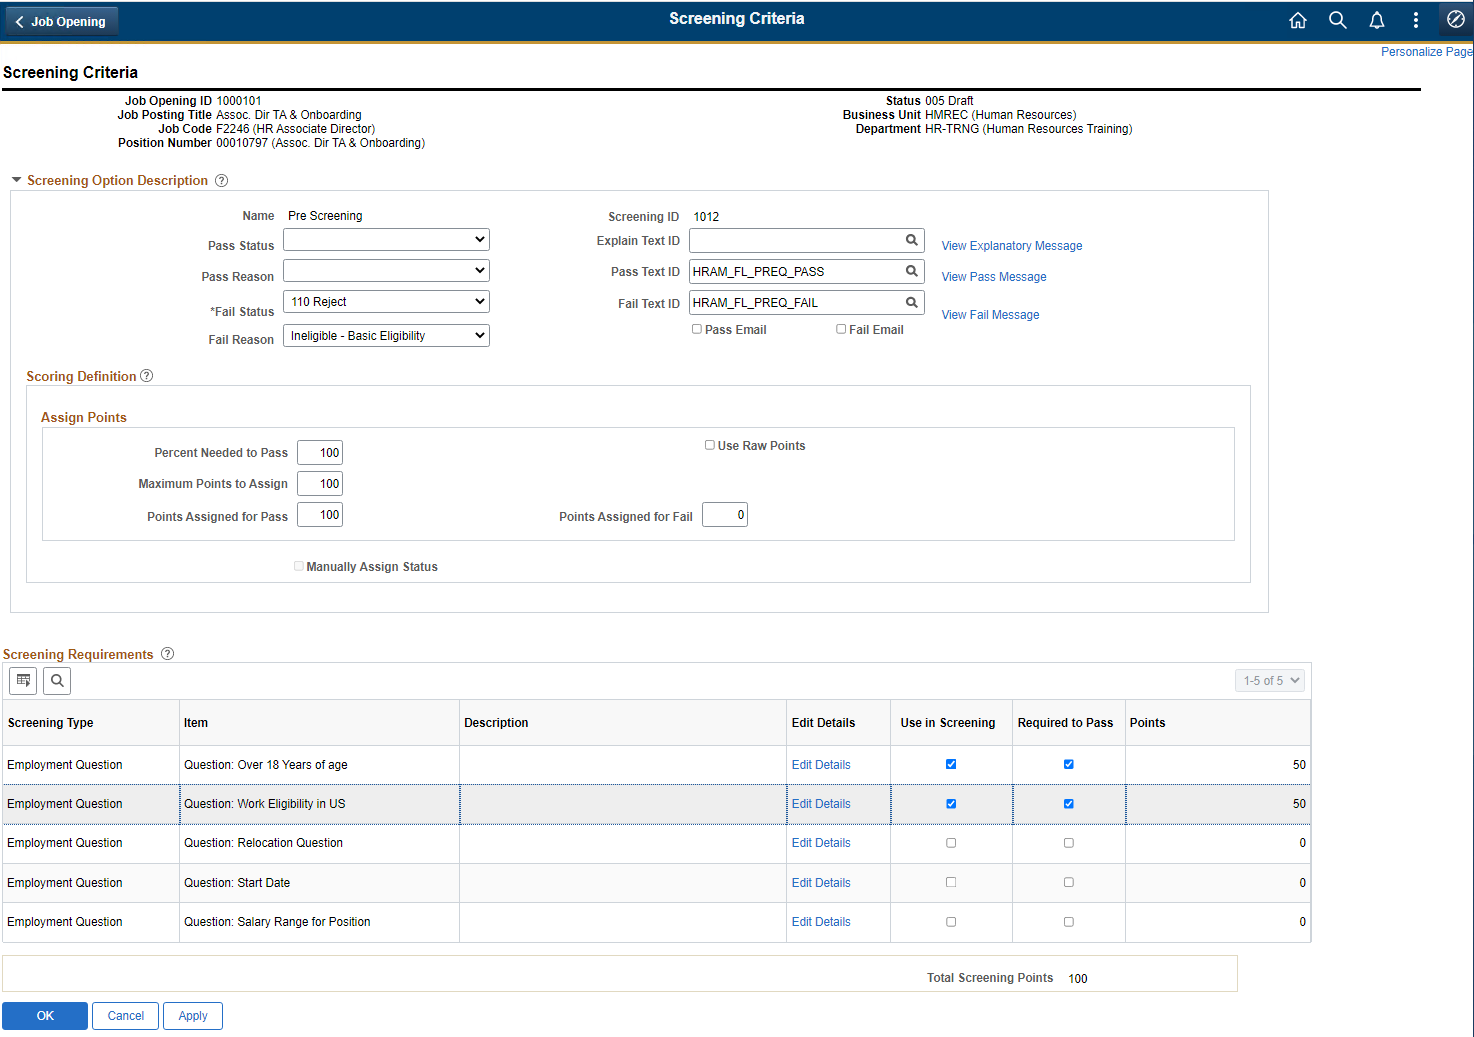 Job Opening
Screening Criteria
Personalize Page
Screening Criteria
Job Opening ID 1000101
Status 005 Draft
Job Posting Title Assoc. Dir TA & Onboarding
Business Unit HMREC (Human Resources)
Job Code F2246 (HR Associate Director)
Department HR-TRNG (Human Resources Training)
Position Number 00010797 (Assoc. Dir TA & Onboarding)
Screening Option Description ?
Name Pre Screening
Screening ID 1012
Pass Status
Explain Text ID
View Explanatory Message
Pass Reason
Pass Text ID HRAM_FL_PREQ_PASS
View Pass Message
*Fail Status 110 Reject
Fail Text ID HRAM_FL_PREQ_FAIL
View Fail Message
Fail Reason Ineligible - Basic Eligibility
Pass Email
Fail Email
Scoring Definition ?
Assign Points
Percent Needed to Pass 100
Use Raw Points
Maximum Points to Assign 100
Points Assigned for Pass 100
Points Assigned for Fail 0
Manually Assign Status
Screening Requirements ?
1-5 of 5
Screening Type Item Description Edit Details Use in Screening Required to Pass Points
Employment Question Question: Over 18 Years of age Edit Details 50
Employment Question Question: Work Eligibility in US Edit Details 50
Employment Question Question: Relocation Question Edit Details 0
Employment Question Question: Start Date Edit Details 0
Employment Question Question: Salary Range for Position Edit Details 0
Total Screening Points 100
OK Cancel Apply